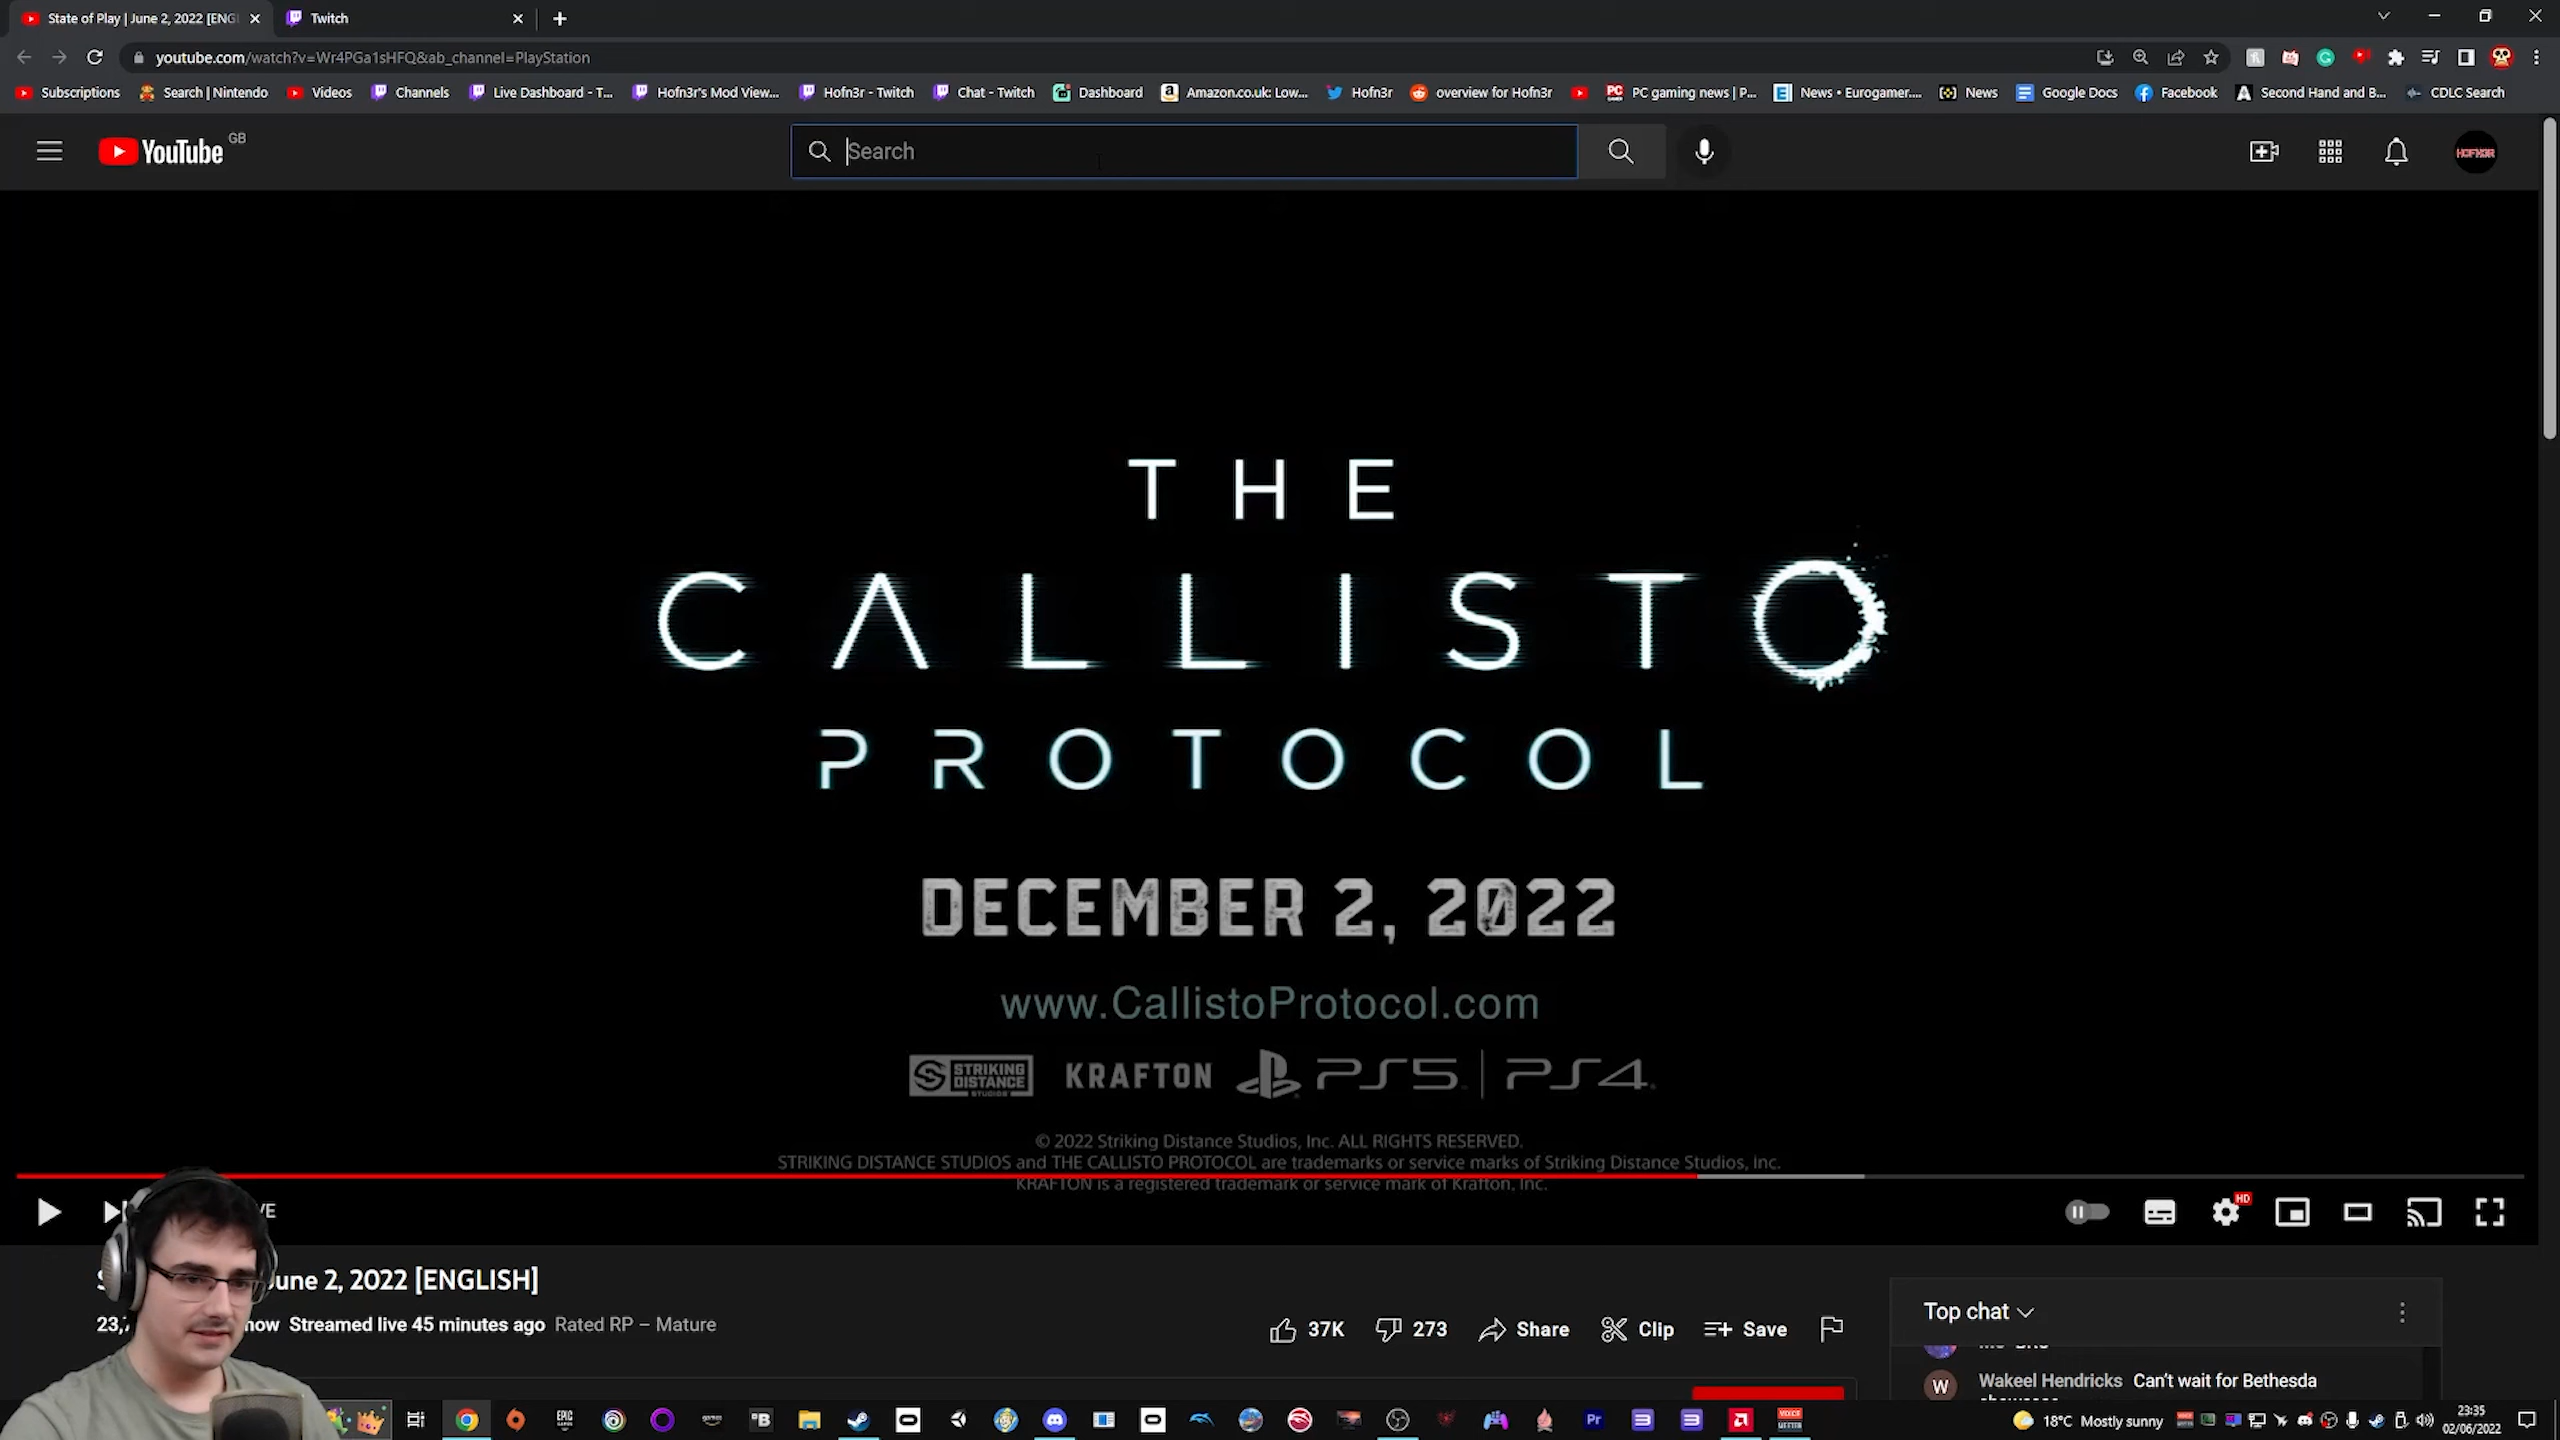 State of Play | June 2, 2022 [ENG
Twitch
youtube.com/watch?v=Wr4PGa1sHFQ&ab_channel=PlayStation
Subscriptions
Search | Nintendo
Videos
Channels
Live Dashboard - T...
Hofn3r's Mod View...
Hofn3r - Twitch
Chat - Twitch
Dashboard
Amazon.co.uk: Low...
Hofn3r
overview for Hofn3r
PC gaming news | P...
News • Eurogamer....
News
Google Docs
Facebook
Second Hand and B...
CDLC Search
YouTube GB
Search
HOFN3R
THE
CALLISTO
PROTOCOL
DECEMBER 2, 2022
www.CallistoProtocol.com
STRIKING DISTANCE STUDIOS KRAFTON PS5 | PS4
© 2022 Striking Distance Studios, Inc. ALL RIGHTS RESERVED.
STRIKING DISTANCE STUDIOS and THE CALLISTO PROTOCOL are trademarks or service marks of Striking Distance Studios, Inc.
KRAFTON is a registered trademark or service mark of Krafton, Inc.
HD
June 2, 2022 [ENGLISH]
23, now Streamed live 45 minutes ago Rated RP – Mature
37K
273
Share
Clip
Save
Top chat
Wakeel Hendricks Can't wait for Bethesda
18°C Mostly sunny
23:35
02/06/2022